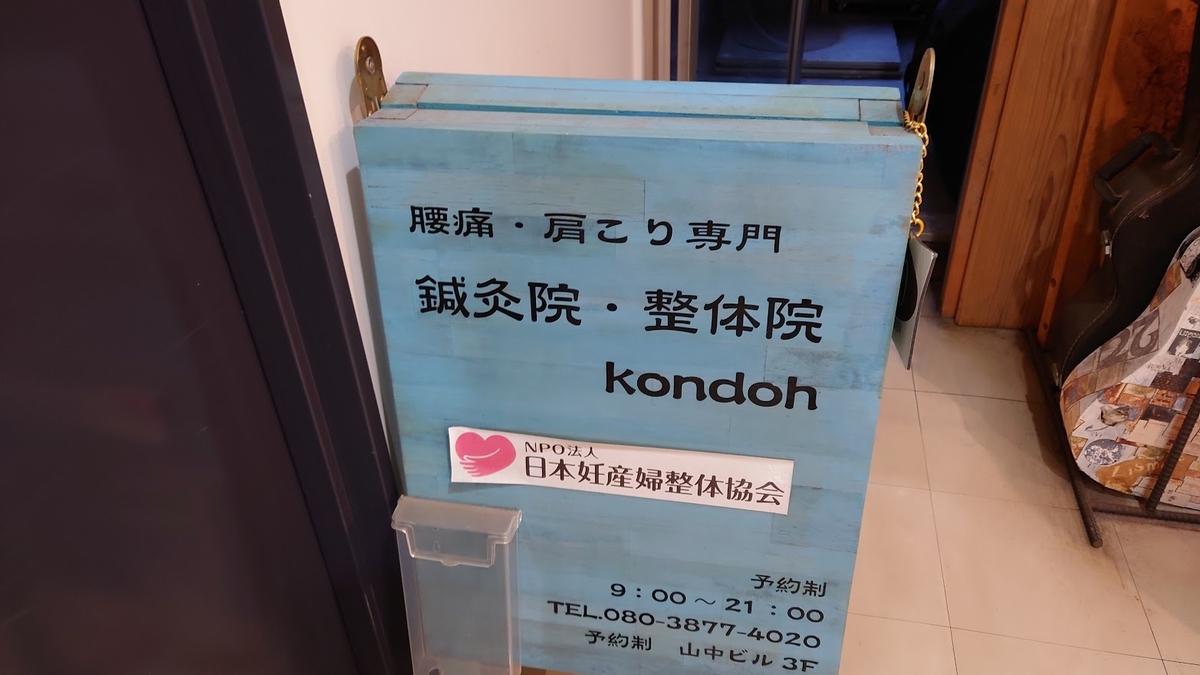 腰痛・肩こり専門
鍼灸院・整体院
kondoh
NPO法人
日本妊産婦整体協会
予約制
9：00～21：00
TEL.080-3877-4020
予約制　山中ビル 3F